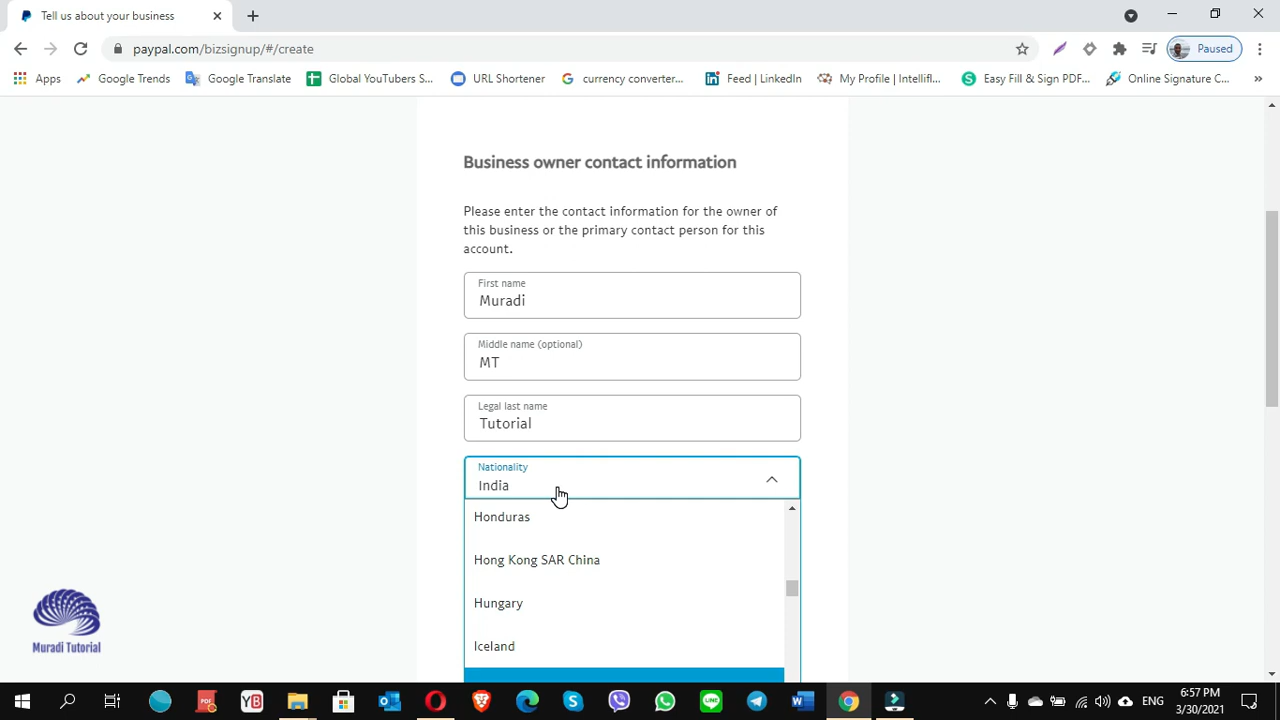 Tell us about your business
paypal.com/bizsignup/#/create
Paused
Apps
Google Trends
Google Translate
Global YouTubers S...
URL Shortener
currency converter...
Feed | LinkedIn
My Profile | Intellifl...
Easy Fill & Sign PDF...
Online Signature C...
»
Business owner contact information
Please enter the contact information for the owner of
this business or the primary contact person for this
account.
First name
Muradi
Middle name (optional)
MT
Legal last name
Tutorial
Nationality
India
Honduras
Hong Kong SAR China
Hungary
Iceland
Muradi Tutorial
ENG
6:57 PM
3/30/2021